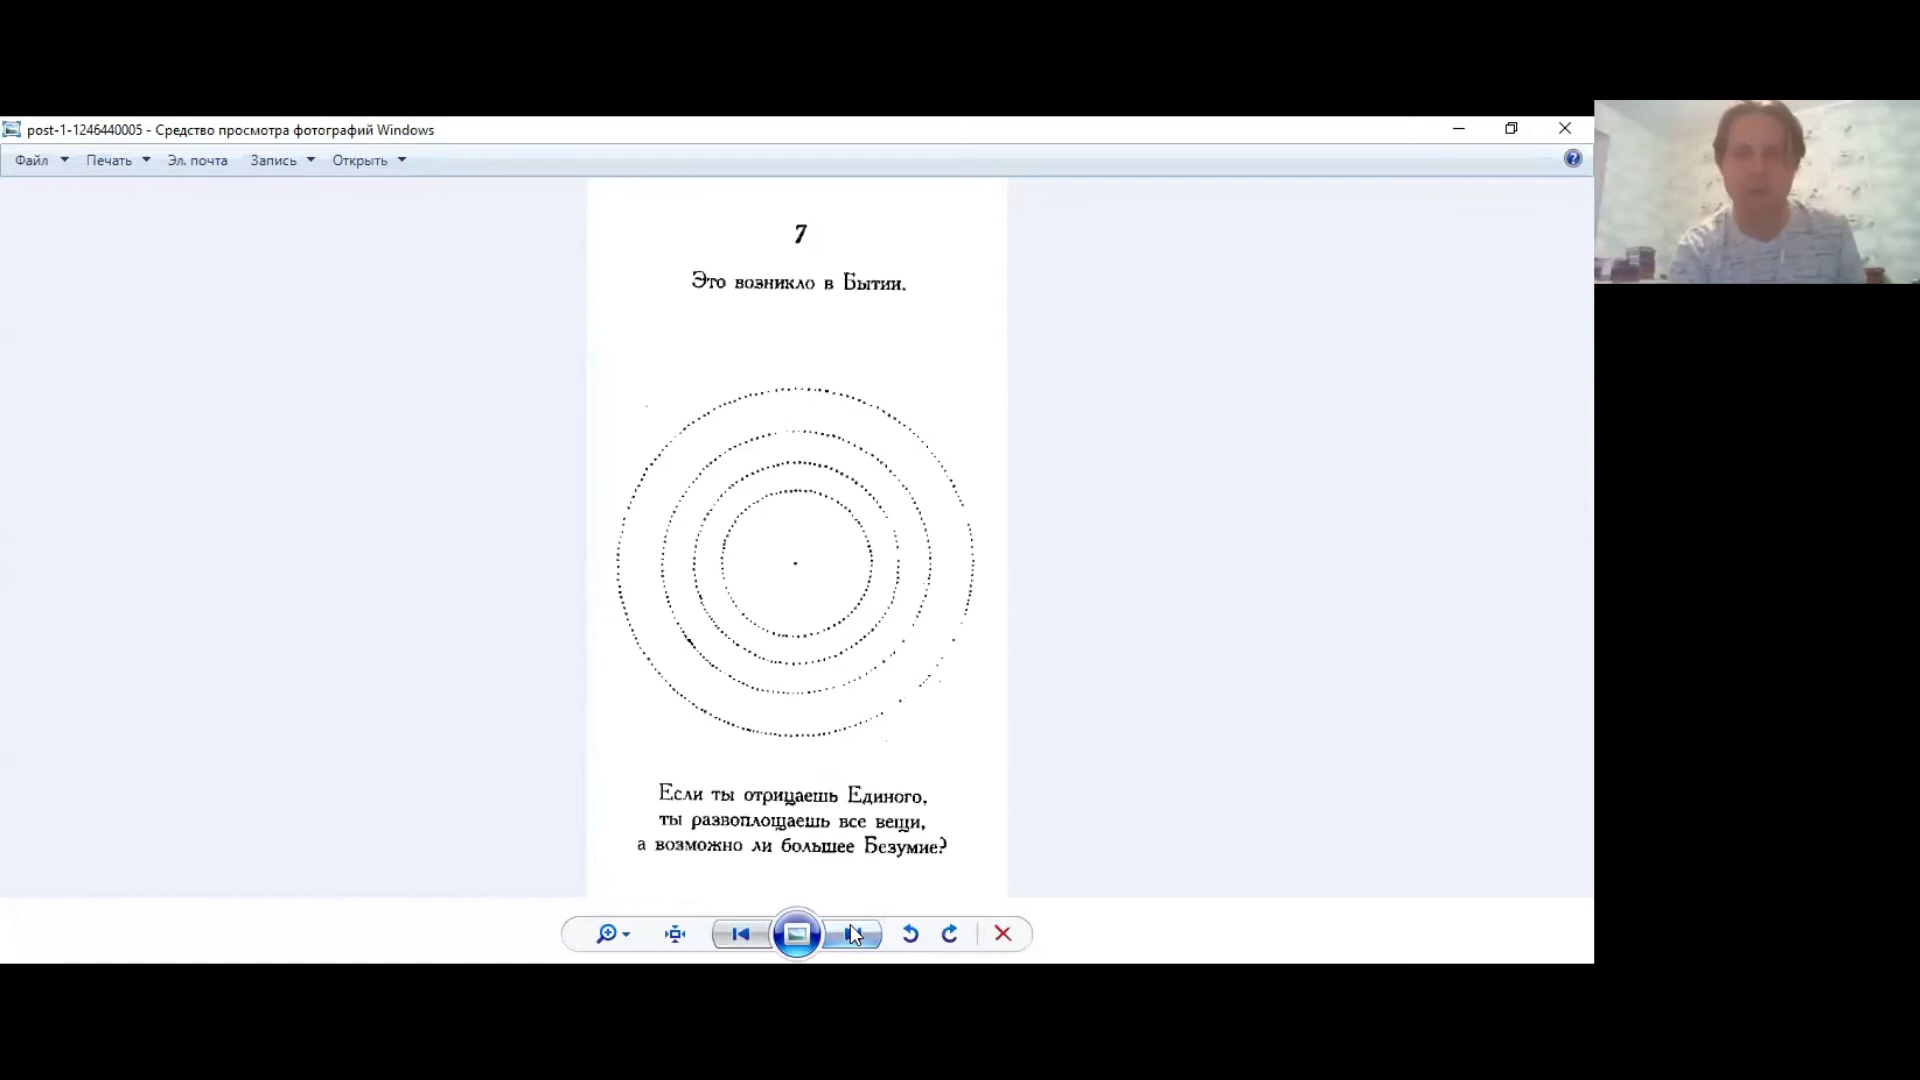 post-1-1246440005 - Средство просмотра фотографий Windows
Файл Печать Эл. почта Запись Открыть
7
Это возникло в Бытии.
Если ты отрицаешь Единого,
ты развоплощаешь все вещи,
а возможно ли большее Безумие?